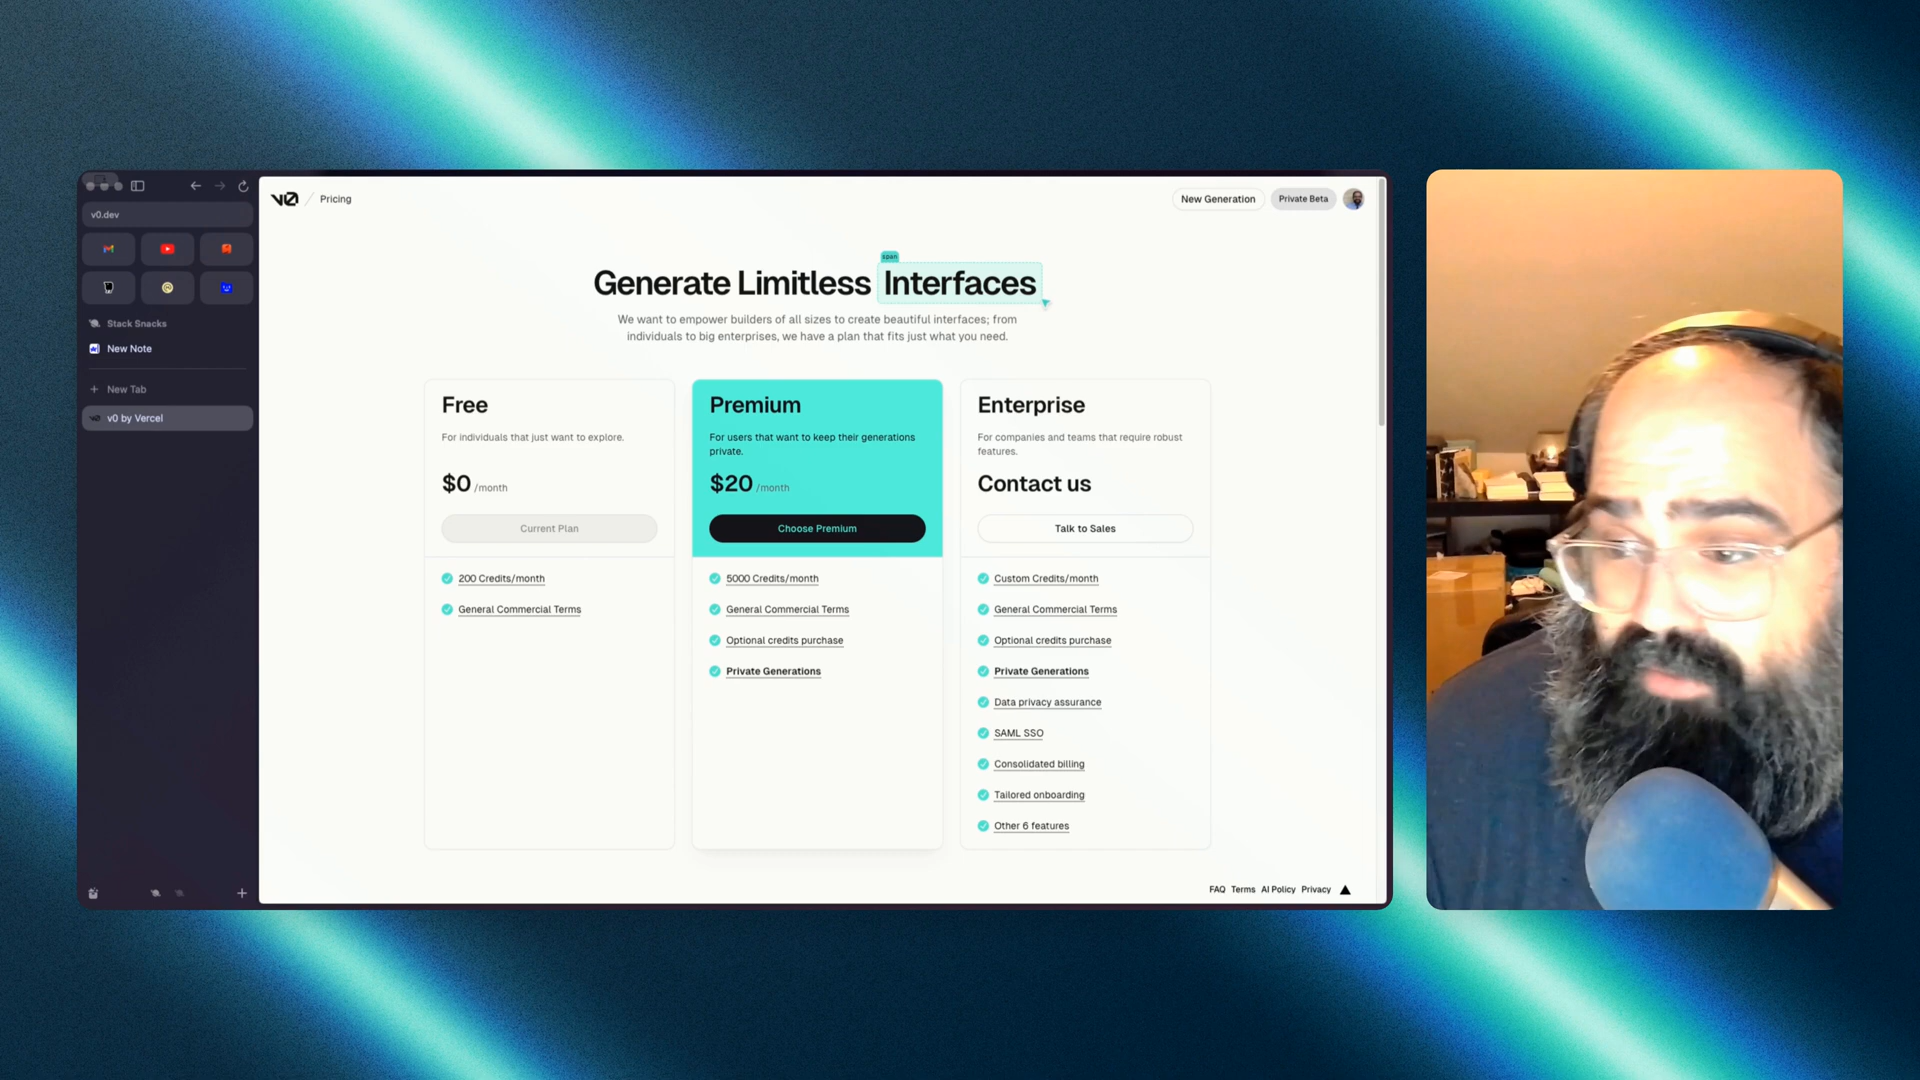 v0.dev
Stack Snacks
New Note
New Tab
v0 by Vercel
v0 / Pricing
New Generation
Private Beta
span
Generate Limitless Interfaces
We want to empower builders of all sizes to create beautiful interfaces; from
individuals to big enterprises, we have a plan that fits just what you need.
Free
For individuals that just want to explore.
$0 /month
Current Plan
200 Credits/month
General Commercial Terms
Premium
For users that want to keep their generations
private.
$20 /month
Choose Premium
5000 Credits/month
General Commercial Terms
Optional credits purchase
Private Generations
Enterprise
For companies and teams that require robust
features.
Contact us
Talk to Sales
Custom Credits/month
General Commercial Terms
Optional credits purchase
Private Generations
Data privacy assurance
SAML SSO
Consolidated billing
Tailored onboarding
Other 6 features
FAQ Terms AI Policy Privacy